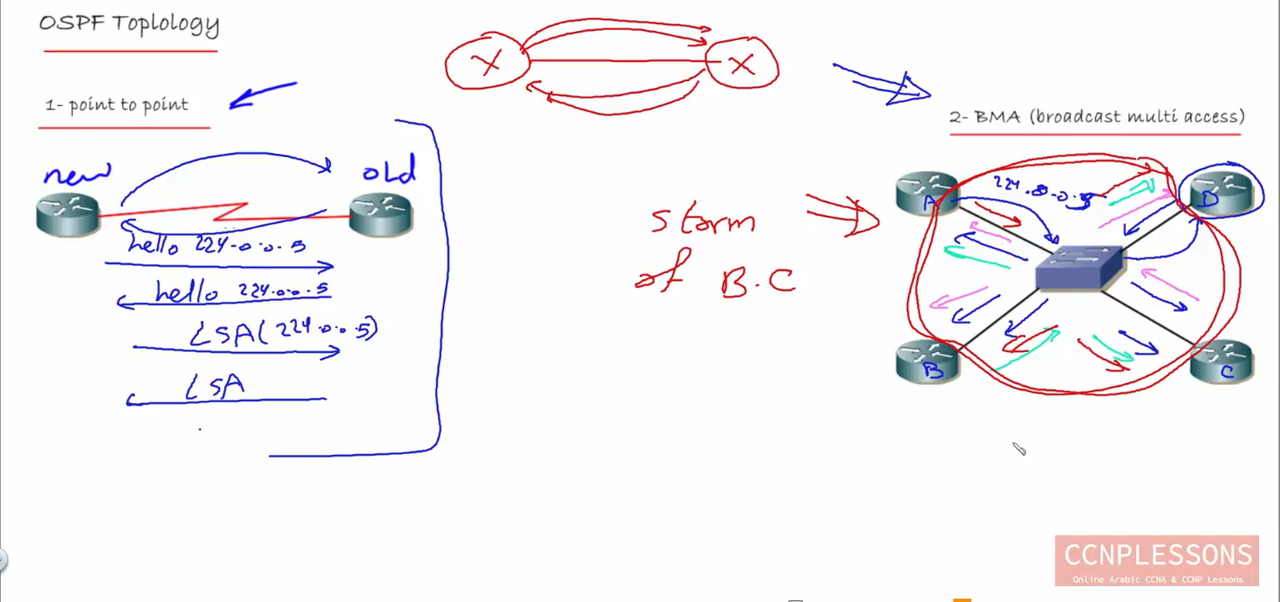 OSPF Toplology
X X
1- point to point
2- BMA (broadcast multi access)
new
old
hello 224.0.0.5
hello 224.0.0.5
LSA(224.0.0.5)
LSA
storm
of B.C
A
224.0.0.5
D
B
C
CCNPLESSONS
Online Arabic CCNA & CCNP Lessons